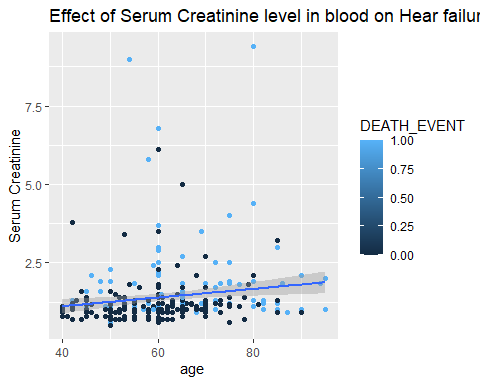 Effect of Serum Creatinine level in blood on Hear failur
7.5
5.0
2.5
Serum Creatinine
40
60
80
age
DEATH_EVENT
1.00
0.75
0.50
0.25
0.00